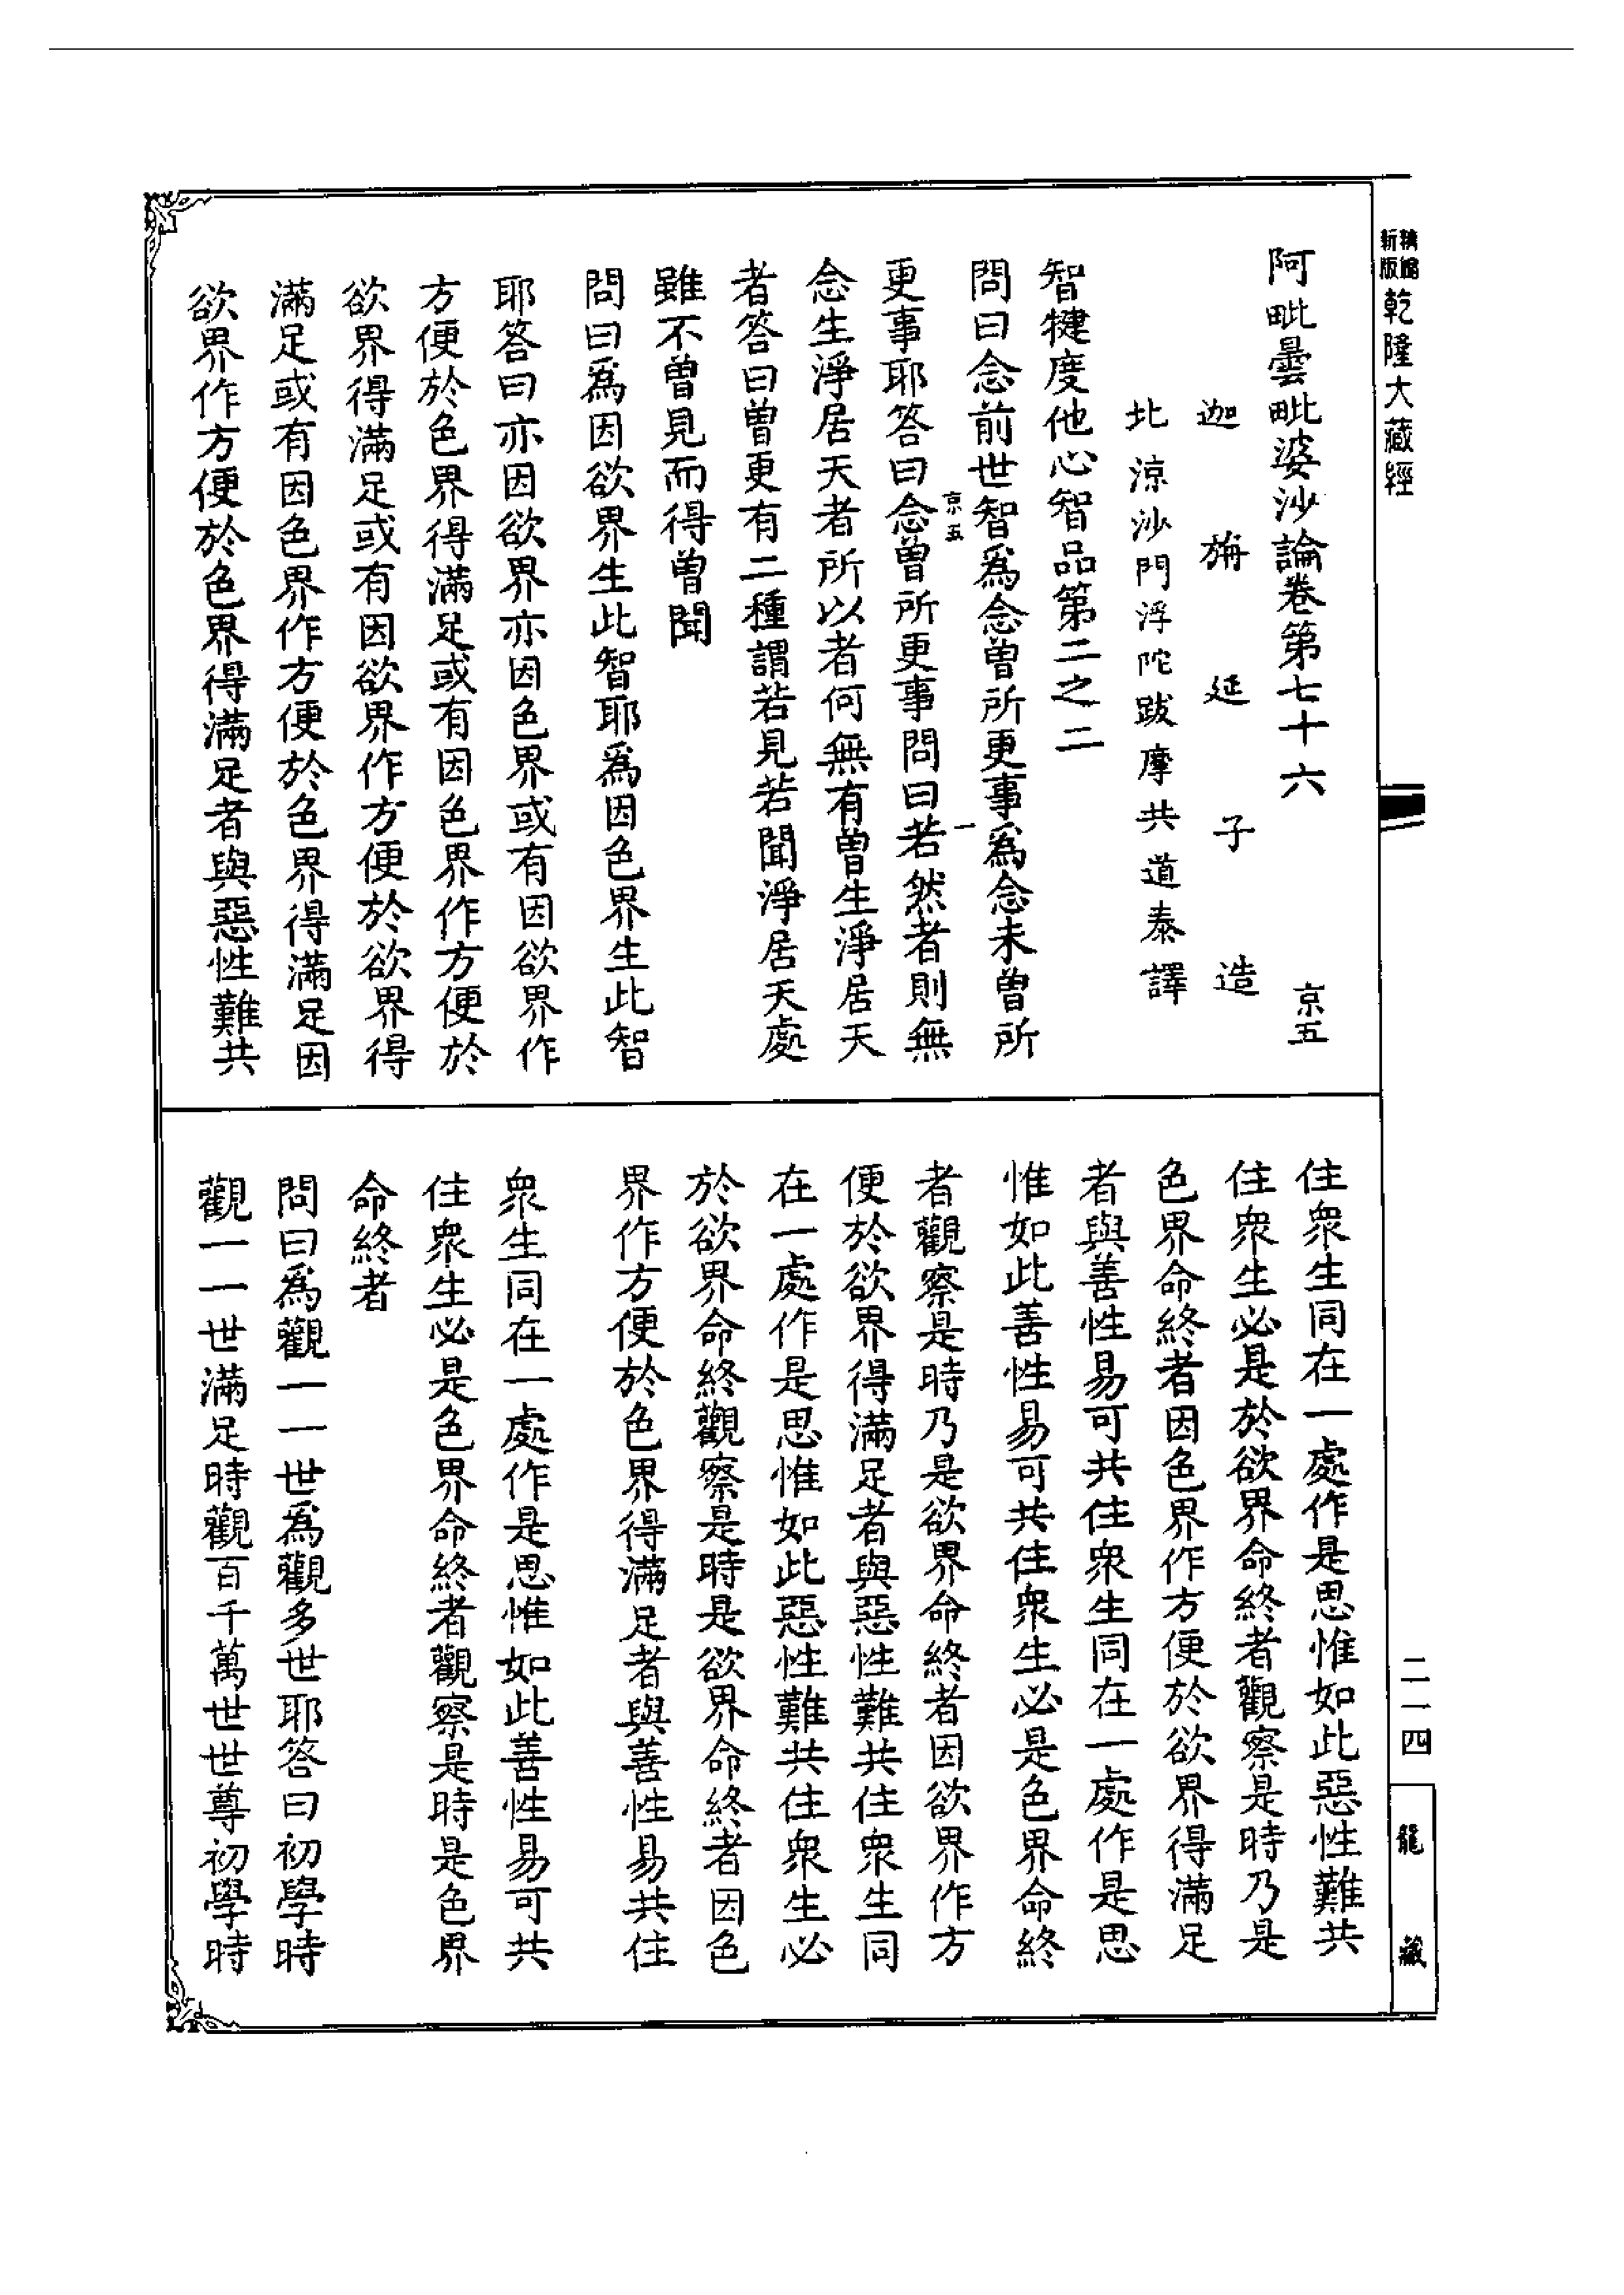 新編
新版
乾隆大藏經
二一四
龍藏
阿毗曇毗婆沙論卷第七十六 京五
迦旃延子造
北涼沙門浮陀跋摩共道泰譯
智犍度他心智品第二之二
問曰念前世智爲念曾所更事爲念未曾所
京五 一
更事耶答曰念曾所更事問曰若然者則無
念生淨居天者所以者何無有曾生淨居天
者答曰曾更有二種謂若見若聞淨居天處
雖不曾見而得曾聞
問曰爲因欲界生此智耶爲因色界生此智
耶答曰亦因欲界亦因色界或有因欲界作
方便於色界得滿足或有因色界作方便於
欲界得滿足或有因欲界作方便於欲界得
滿足或有因色界作方便於色界得滿足因
欲界作方便於色界得滿足者與惡性難共
住衆生同在一處作是思惟如此惡性難共
住衆生必是於欲界命終者觀察是時乃是
色界命終者因色界作方便於欲界得滿足
者與善性易可共住衆生同在一處作是思
惟如此善性易可共住衆生必是色界命終
者觀察是時乃是欲界命終者因欲界作方
便於欲界得滿足者與惡性難共住衆生同
在一處作是思惟如此惡性難共住衆生必
於欲界命終觀察是時是欲界命終者因色
界作方便於色界得滿足者與善性易共住
衆生同在一處作是思惟如此善性易可共
住衆生必是色界命終者觀察是時是色界
命終者
問曰爲觀一一世爲觀多世耶答曰初學時
觀一一世滿足時觀百千萬世世尊初學時